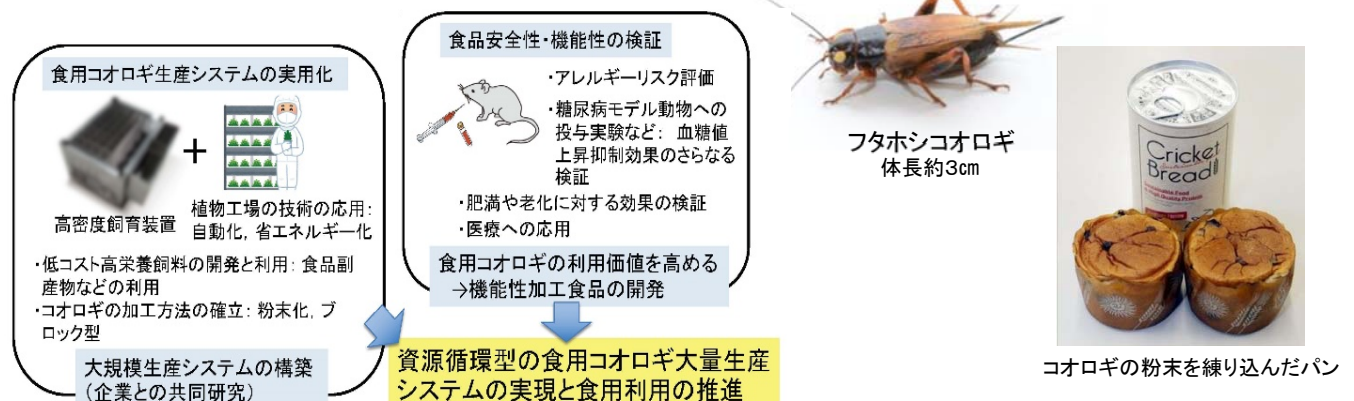 食用コオロギ生産システムの実用化
高密度飼育装置
+
植物工場の技術の応用:
自動化, 省エネルギー化
・低コスト高栄養飼料の開発と利用: 食品副
産物などの利用
・コオロギの加工方法の確立: 粉末化, ブ
ロック型
大規模生産システムの構築
(企業との共同研究)
食品安全性・機能性の検証
・アレルギーリスク評価
・糖尿病モデル動物への
投与実験など: 血糖値
上昇抑制効果のさらなる
検証
・肥満や老化に対する効果の検証
・医療への応用
食用コオロギの利用価値を高める
→機能性加工食品の開発
資源循環型の食用コオロギ大量生産
システムの実現と食用利用の推進
フタホシコオロギ
体長約3㎝
Cricket
Bread
コオロギの粉末を練り込んだパン